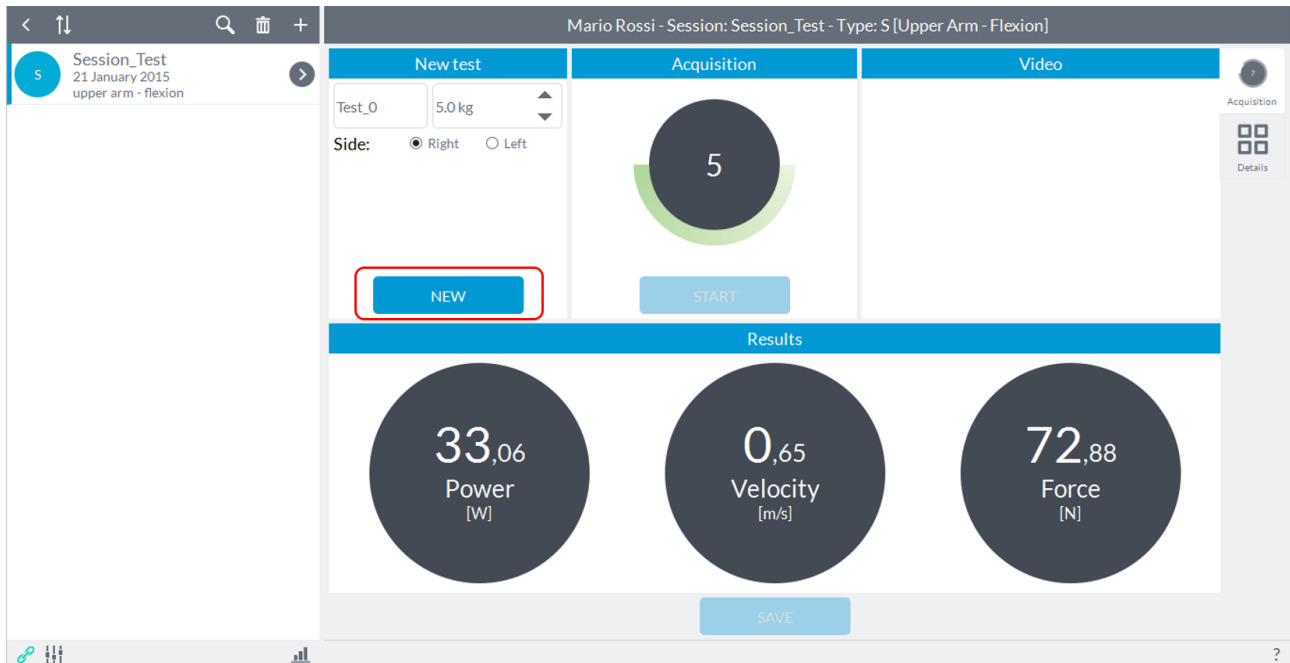 Mario Rossi - Session: Session_Test - Type: S [Upper Arm - Flexion]
S
Session_Test
21 January 2015
upper arm - flexion
New test
Acquisition
Video
Test_0
5.0 kg
Side:
Right
Left
5
NEW
START
7
Acquisition
Details
Results
33,06
Power
[W]
0,65
Velocity
[m/s]
72,88
Force
[N]
SAVE
?